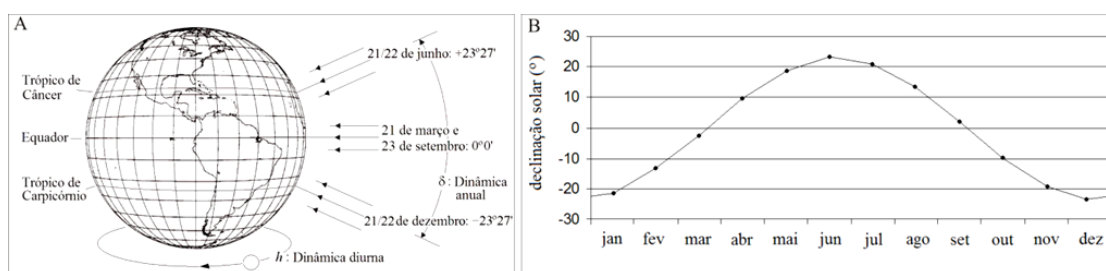 A
21/22 de junho: +23º27'
Trópico de
Câncer
Equador
21 de março e
23 de setembro: 0º0'
Trópico de
Carpicórnio
δ : Dinâmica
anual
21/22 de dezembro: −23º27'
h : Dinâmica diurna
B
declinação solar (º)
30
20
10
0
-10
-20
-30
jan fev mar abr mai jun jul ago set out nov dez